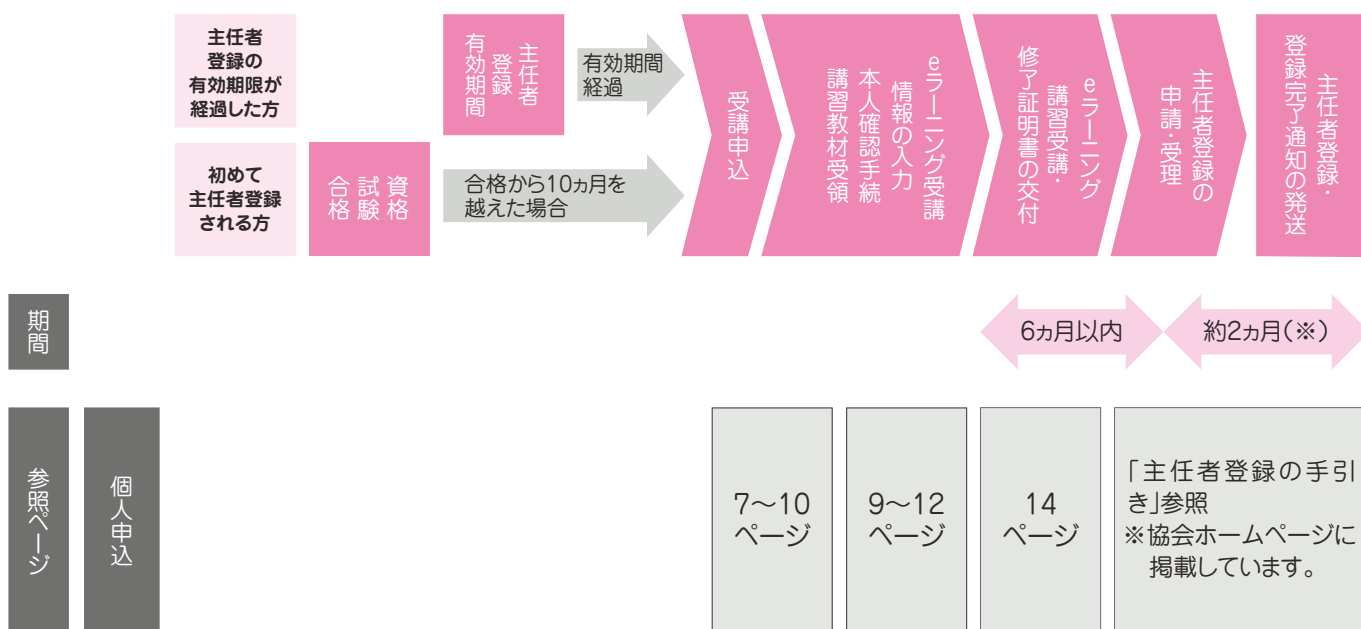 主任者
登録の
有効期限が
経過した方
主任者
登録
有効期間
有効期間
経過
初めて
主任者登録
される方
資格
試験
合格
合格から10ヵ月を
越えた場合
受講申込
eラーニング受講
情報の入力
本人確認手続
講習教材受領
eラーニング
講習受講・
修了証明書の交付
主任者登録の
申請・受理
主任者登録・
登録完了通知の発送
期間
6ヵ月以内
約2ヵ月(※)
参照ページ
個人申込
7〜10
ページ
9〜12
ページ
14
ページ
「主任者登録の手引
き」参照
※協会ホームページに
掲載しています。